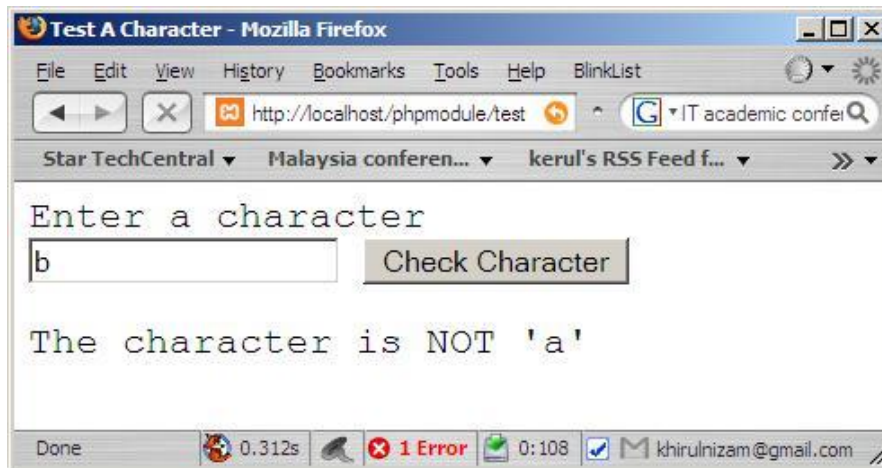 Test A Character - Mozilla Firefox
File Edit View History Bookmarks Tools Help BlinkList
http://localhost/phpmodule/test G IT academic confer
Star TechCentral Malaysia conferen... kerul's RSS Feed f... »
Enter a character
b Check Character
The character is NOT 'a'
Done 0.312s 1 Error 0:108 khirulnizam@gmail.com